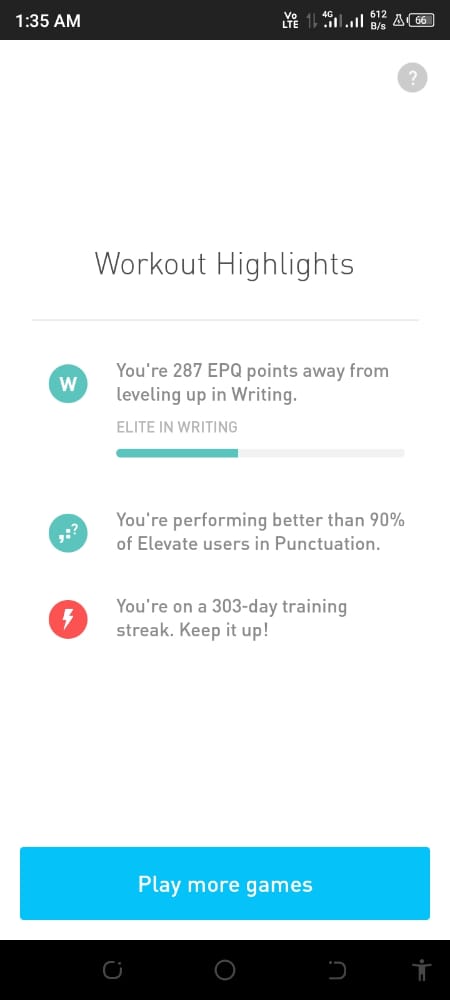 1:35 AM
Vo LTE 4G 612 B/s 66
?
Workout Highlights
W
You're 287 EPQ points away from
leveling up in Writing.
ELITE IN WRITING
,:?
You're performing better than 90%
of Elevate users in Punctuation.
You're on a 303-day training
streak. Keep it up!
Play more games